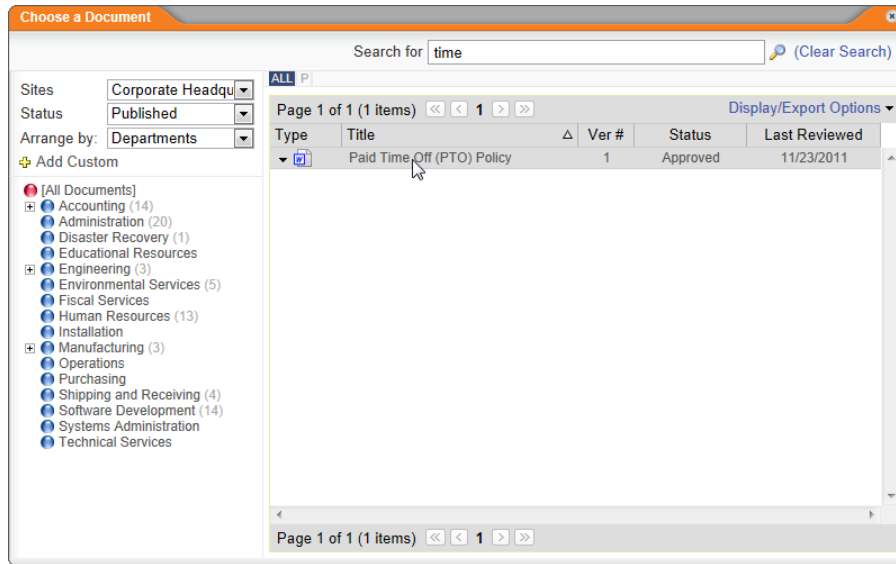 Choose a Document
Search for time (Clear Search)
Sites Corporate Headqu
Status Published
Arrange by: Departments
Add Custom
[All Documents]
Accounting (14)
Administration (20)
Disaster Recovery (1)
Educational Resources
Engineering (3)
Environmental Services (5)
Fiscal Services
Human Resources (13)
Installation
Manufacturing (3)
Operations
Purchasing
Shipping and Receiving (4)
Software Development (14)
Systems Administration
Technical Services
ALL P
Page 1 of 1 (1 items) 1 Display/Export Options
Type Title Ver # Status Last Reviewed
Paid Time Off (PTO) Policy 1 Approved 11/23/2011
Page 1 of 1 (1 items) 1